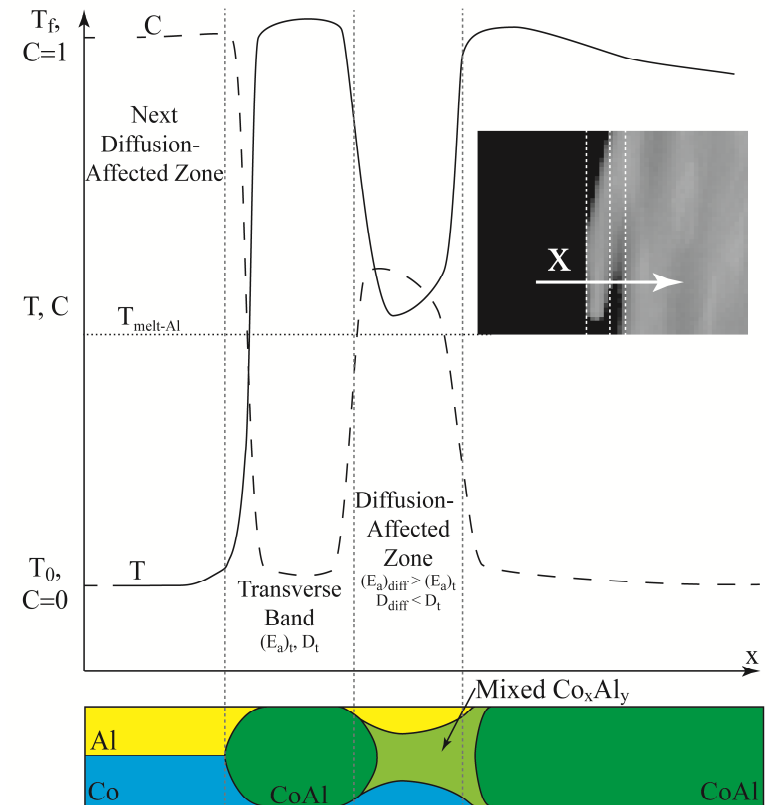 T_f,
C=1
C
Next
Diffusion-
Affected Zone
X
T, C
T_melt-Al
Diffusion-
Affected
Zone
(E_a)_diff > (E_a)_t
D_diff < D_t
T_0,
C=0
T
Transverse
Band
(E_a)_t, D_t
x
Mixed Co_xAl_y
Al
Co
CoAl
CoAl